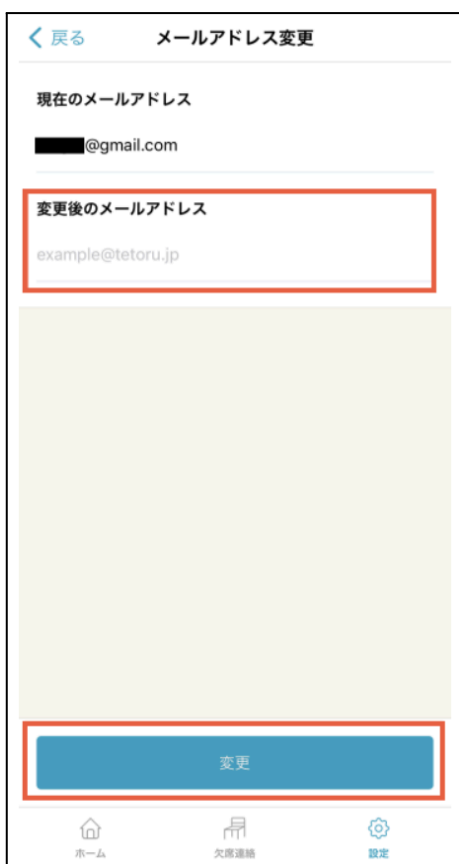 戻る メールアドレス変更
現在のメールアドレス
@gmail.com
変更後のメールアドレス
example@tetoru.jp
変更
ホーム 欠席連絡 設定